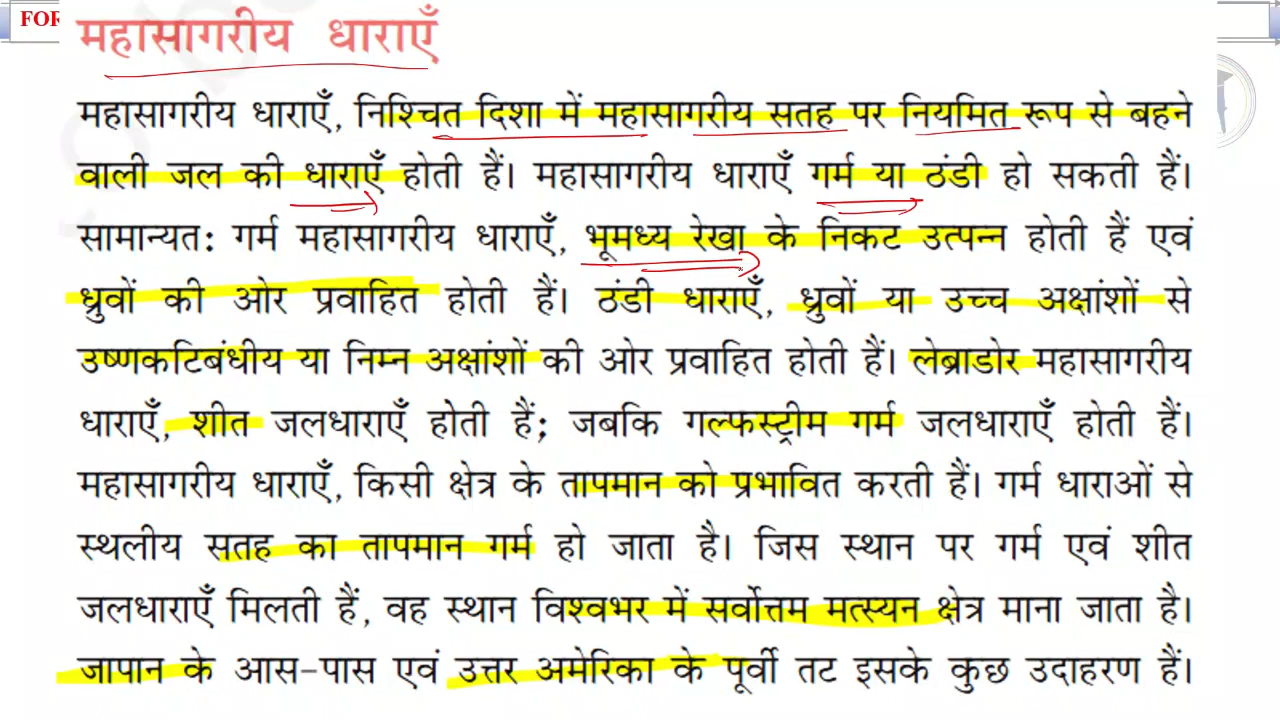 FOR
महासागरीय धाराएँ
महासागरीय धाराएँ, निश्चित दिशा में महासागरीय सतह पर नियमित रूप से बहने
वाली जल की धाराएँ होती हैं। महासागरीय धाराएँ गर्म या ठंडी हो सकती हैं।
सामान्यत: गर्म महासागरीय धाराएँ, भूमध्य रेखा के निकट उत्पन्न होती हैं एवं
ध्रुवों की ओर प्रवाहित होती हैं। ठंडी धाराएँ, ध्रुवों या उच्च अक्षांशों से
उष्णकटिबंधीय या निम्न अक्षांशों की ओर प्रवाहित होती हैं। लेब्राडोर महासागरीय
धाराएँ, शीत जलधाराएँ होती हैं; जबकि गल्फस्ट्रीम गर्म जलधाराएँ होती हैं।
महासागरीय धाराएँ, किसी क्षेत्र के तापमान को प्रभावित करती हैं। गर्म धाराओं से
स्थलीय सतह का तापमान गर्म हो जाता है। जिस स्थान पर गर्म एवं शीत
जलधाराएँ मिलती हैं, वह स्थान विश्वभर में सर्वोत्तम मत्स्यन क्षेत्र माना जाता है।
जापान के आस-पास एवं उत्तर अमेरिका के पूर्वी तट इसके कुछ उदाहरण हैं।